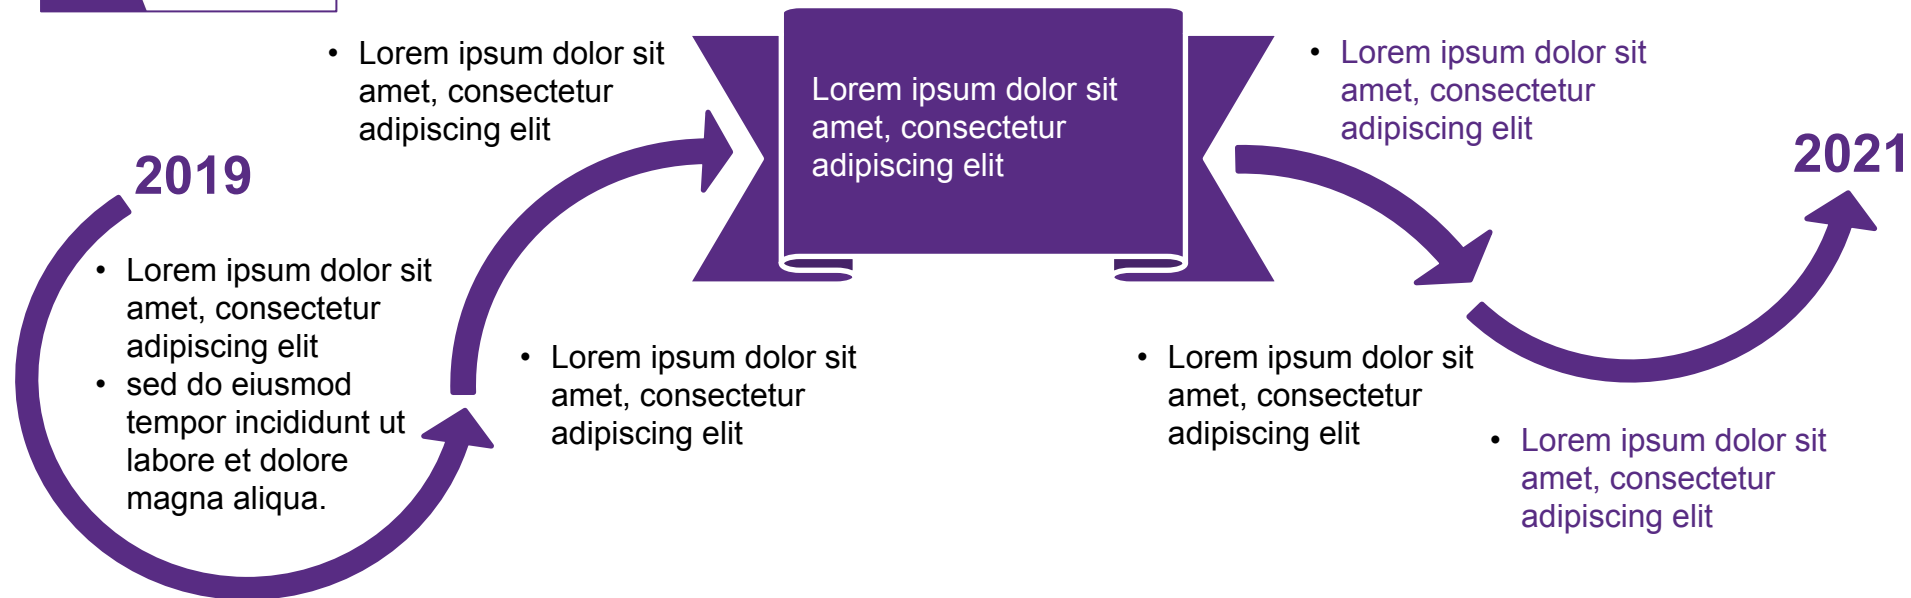 2019
• Lorem ipsum dolor sit
amet, consectetur
adipiscing elit
• sed do eiusmod
tempor incididunt ut
labore et dolore
magna aliqua.
• Lorem ipsum dolor sit
amet, consectetur
adipiscing elit
• Lorem ipsum dolor sit
amet, consectetur
adipiscing elit
Lorem ipsum dolor sit
amet, consectetur
adipiscing elit
• Lorem ipsum dolor sit
amet, consectetur
adipiscing elit
• Lorem ipsum dolor sit
amet, consectetur
adipiscing elit
• Lorem ipsum dolor sit
amet, consectetur
adipiscing elit
2021